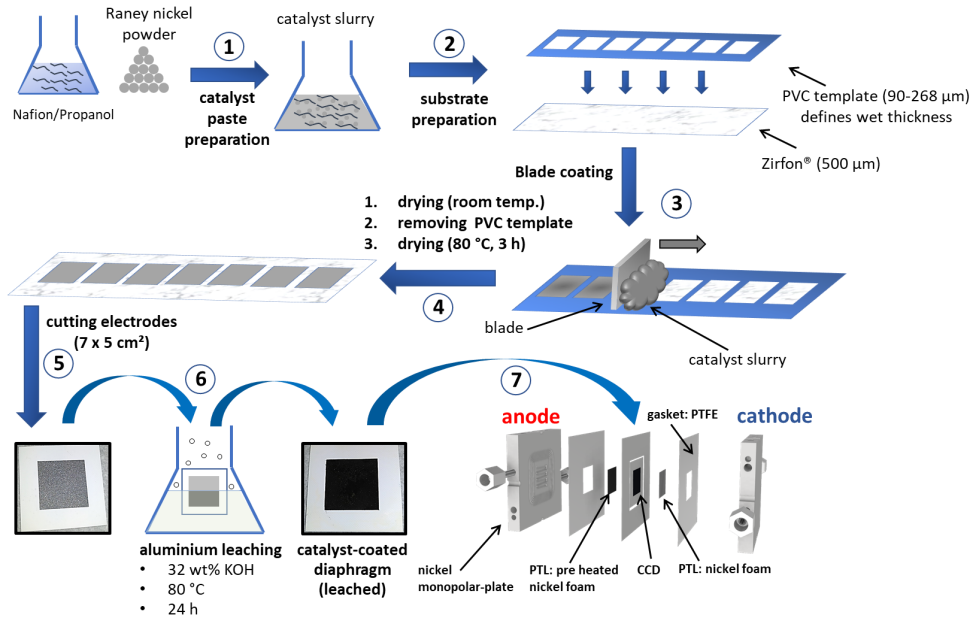 Raney nickel
powder
Nafion/Propanol
1
catalyst
paste
preparation
catalyst slurry
2
substrate
preparation
PVC template (90-268 µm)
defines wet thickness
Zirfon® (500 µm)
Blade coating
3
1. drying (room temp.)
2. removing PVC template
3. drying (80 °C, 3 h)
4
blade
catalyst slurry
cutting electrodes
(7 x 5 cm²)
5
6
7
aluminium leaching
• 32 wt% KOH
• 80 °C
• 24 h
catalyst-coated
diaphragm
(leached)
anode
gasket: PTFE
cathode
nickel
monopolar-plate
PTL: pre heated
nickel foam
CCD
PTL: nickel foam